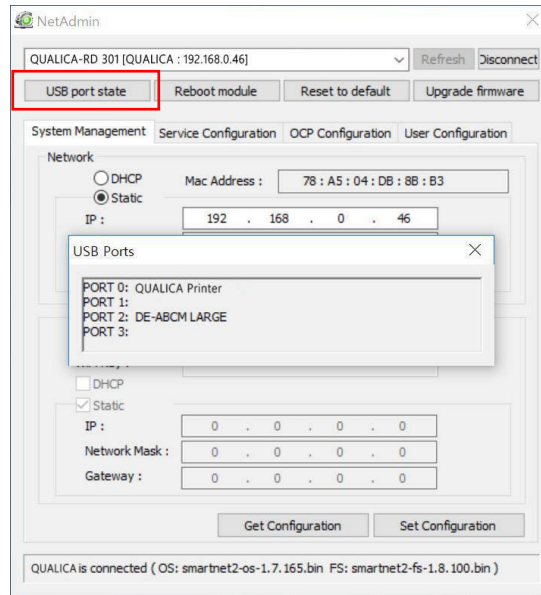 NetAdmin
QUALICA-RD 301 [QUALICA : 192.168.0.46]
Refresh
Disconnect
USB port state
Reboot module
Reset to default
Upgrade firmware
System Management
Service Configuration
OCP Configuration
User Configuration
Network
DHCP
Mac Address :
78 : A5 : 04 : DB : 8B : B3
Static
IP :
192 . 168 . 0 . 46
USB Ports
PORT 0: QUALICA Printer
PORT 1:
PORT 2: DE-ABCM LARGE
PORT 3:
DHCP
Static
IP :
0 . 0 . 0 . 0
Network Mask :
0 . 0 . 0 . 0
Gateway :
0 . 0 . 0 . 0
Get Configuration
Set Configuration
QUALICA is connected ( OS: smartnet2-os-1.7.165.bin FS: smartnet2-fs-1.8.100.bin )